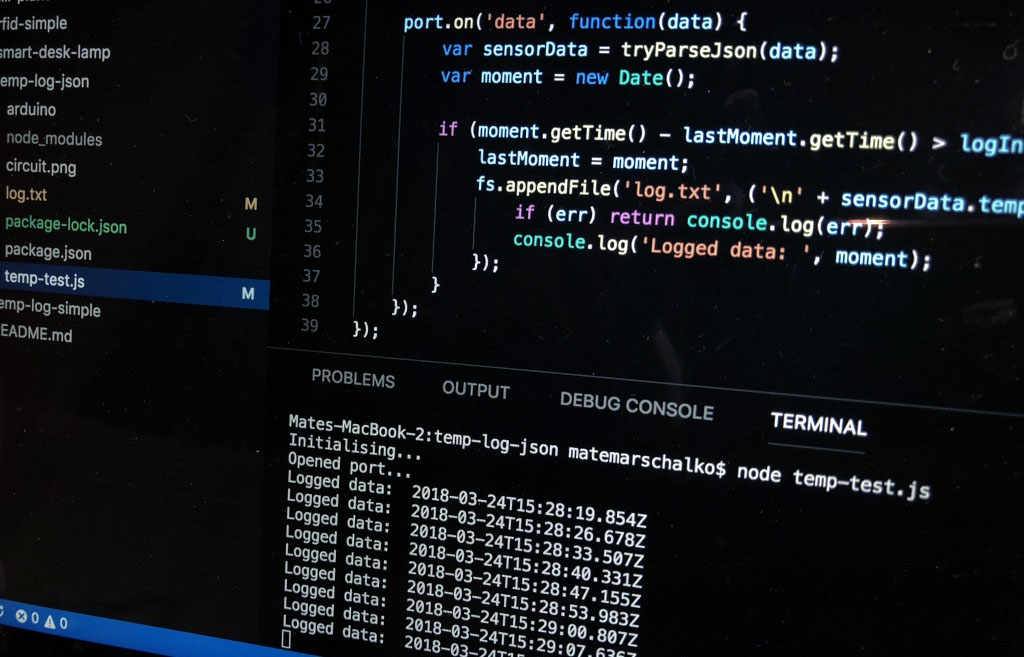 fid-simple
smart-desk-lamp
emp-log-json
arduino
node_modules
circuit.png
log.txt M
package-lock.json U
package.json
temp-test.js M
emp-log-simple
EADME.md
27 port.on('data', function(data) {
28 var sensorData = tryParseJson(data);
29 var moment = new Date();
30
31 if (moment.getTime() - lastMoment.getTime() > logIn
32 lastMoment = moment;
33 fs.appendFile('log.txt', ('\n' + sensorData.temp
34 if (err) return console.log(err);
35 console.log('Logged data: ', moment);
36 });
37 }
38 });
39 });
PROBLEMS OUTPUT DEBUG CONSOLE TERMINAL
Mates-MacBook-2:temp-log-json matemarschalko$ node temp-test.js
Initialising...
Opened port...
Logged data: 2018-03-24T15:28:19.854Z
Logged data: 2018-03-24T15:28:26.678Z
Logged data: 2018-03-24T15:28:33.507Z
Logged data: 2018-03-24T15:28:40.331Z
Logged data: 2018-03-24T15:28:47.155Z
Logged data: 2018-03-24T15:28:53.983Z
Logged data: 2018-03-24T15:29:00.807Z
Logged data: 2018-03-24T15:29:07.636Z
Logged data:
0 0